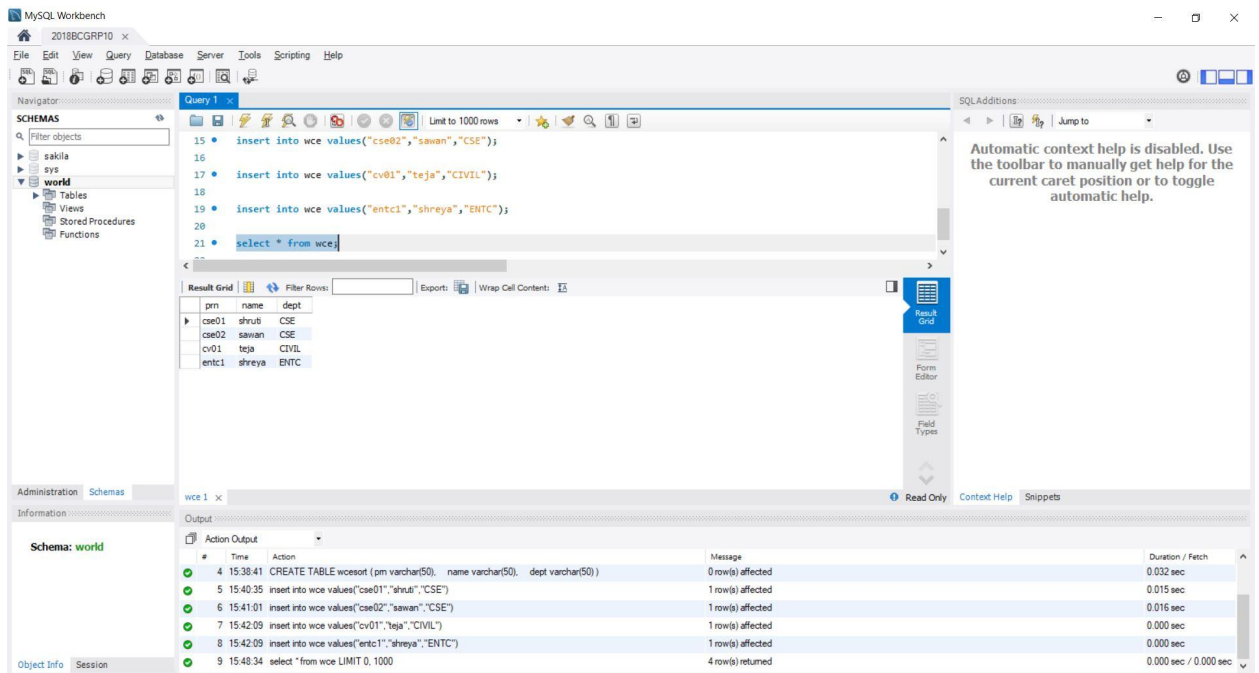 MySQL Workbench
2018BCGRP10 ×
File Edit View Query Database Server Tools Scripting Help
Navigator
SCHEMAS
Filter objects
sakila
sys
world
Tables
Views
Stored Procedures
Functions
Administration Schemas
Information
Schema: world
Object Info Session
Query 1 ×
Limit to 1000 rows
15 insert into wce values("cse02","sawan","CSE");
16
17 insert into wce values("cv01","teja","CIVIL");
18
19 insert into wce values("entc1","shreya","ENTC");
20
21 select * from wce;
Result Grid Filter Rows: Export: Wrap Cell Content:
prn name dept
cse01 shruti CSE
cse02 sawan CSE
cv01 teja CIVIL
entc1 shreya ENTC
Result
Grid
Form
Editor
Field
Types
wce 1 × Read Only
SQLAdditions
Jump to
Automatic context help is disabled. Use
the toolbar to manually get help for the
current caret position or to toggle
automatic help.
Context Help Snippets
Output
Action Output
# Time Action Message Duration / Fetch
4 15:38:41 CREATE TABLE wcesort ( prn varchar(50), name varchar(50), dept varchar(50) ) 0 row(s) affected 0.032 sec
5 15:40:35 insert into wce values("cse01","shruti","CSE") 1 row(s) affected 0.015 sec
6 15:41:01 insert into wce values("cse02","sawan","CSE") 1 row(s) affected 0.016 sec
7 15:42:09 insert into wce values("cv01","teja","CIVIL") 1 row(s) affected 0.000 sec
8 15:42:09 insert into wce values("entc1","shreya","ENTC") 1 row(s) affected 0.000 sec
9 15:48:34 select * from wce LIMIT 0, 1000 4 row(s) returned 0.000 sec / 0.000 sec